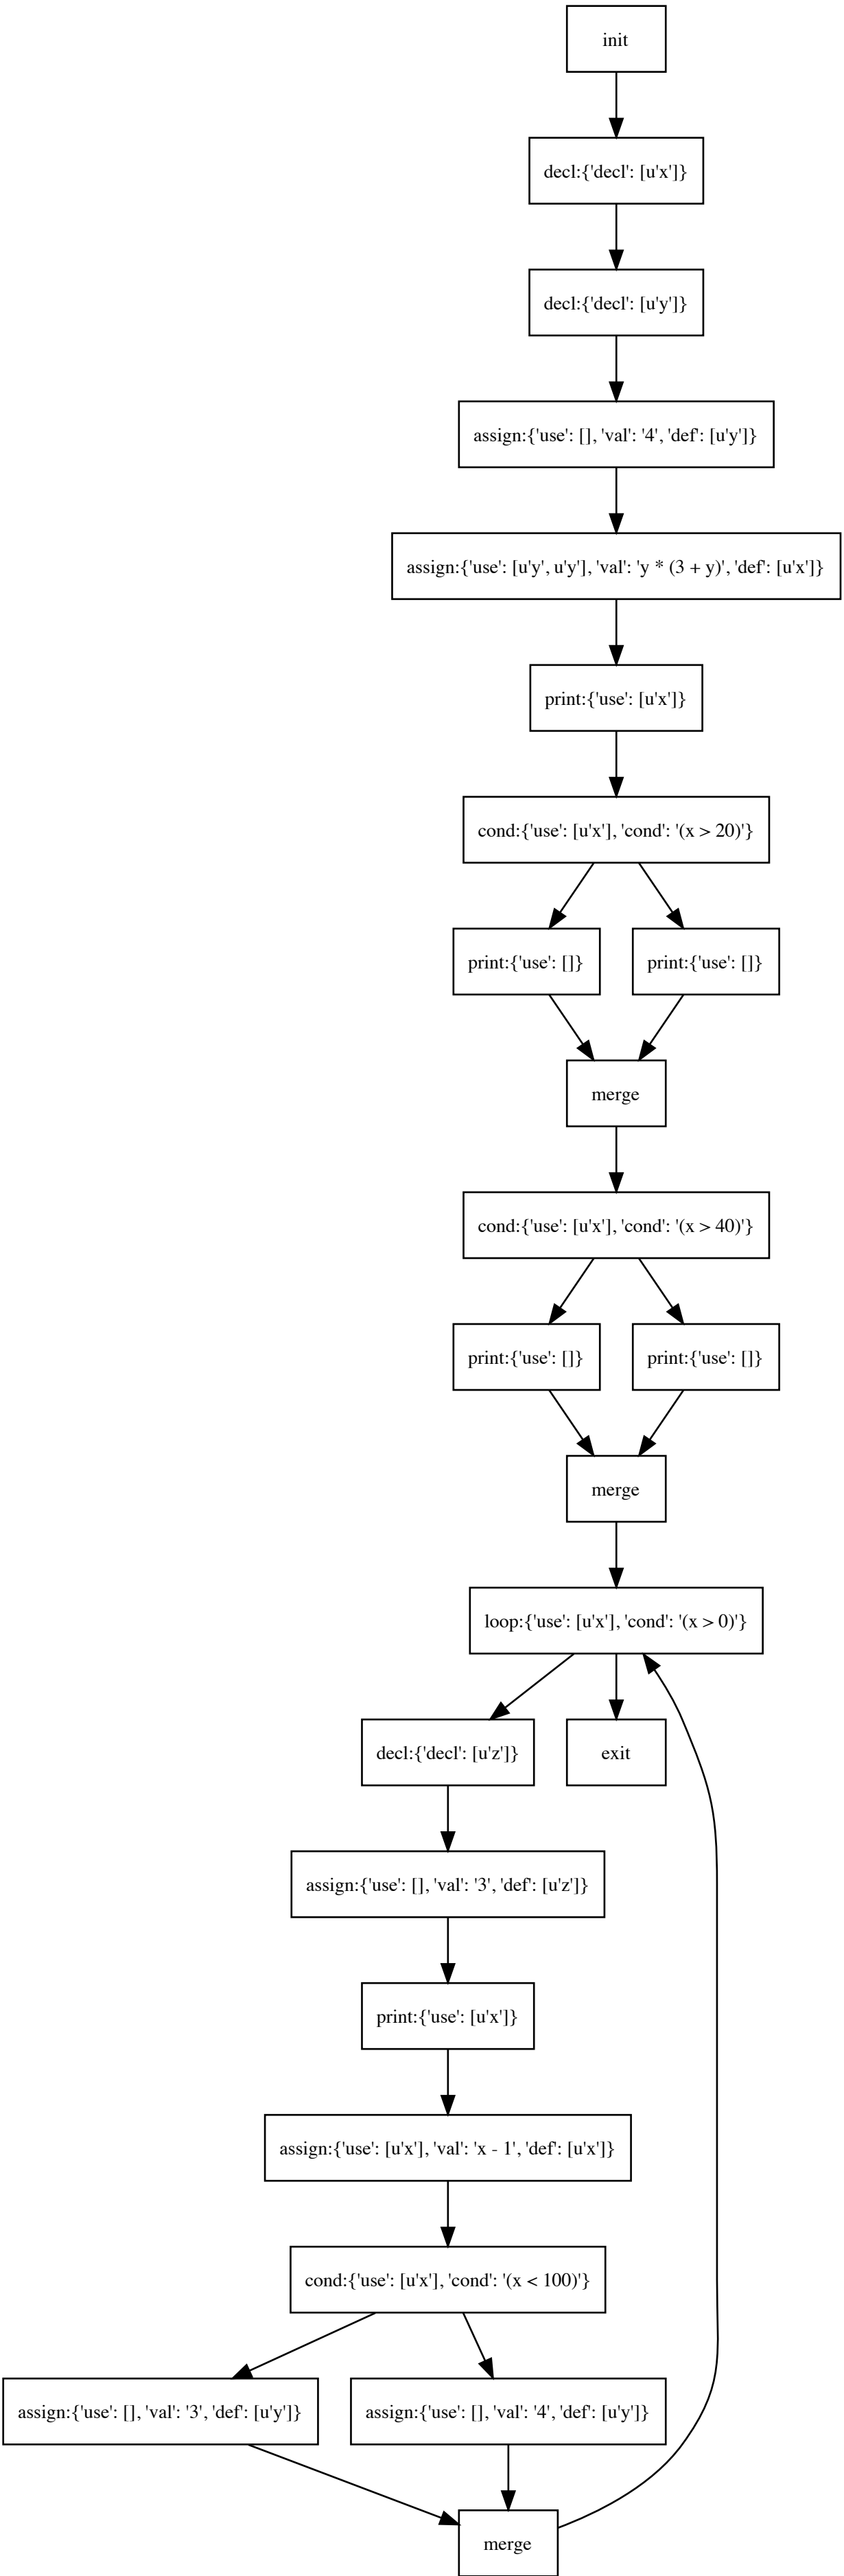 init
decl:{'decl': [u'x']}
decl:{'decl': [u'y']}
assign:{'use': [], 'val': '4', 'def': [u'y']}
assign:{'use': [u'y', u'y'], 'val': 'y * (3 + y)', 'def': [u'x']}
print:{'use': [u'x']}
cond:{'use': [u'x'], 'cond': '(x > 20)'}
print:{'use': []}
print:{'use': []}
merge
cond:{'use': [u'x'], 'cond': '(x > 40)'}
print:{'use': []}
print:{'use': []}
merge
loop:{'use': [u'x'], 'cond': '(x > 0)'}
decl:{'decl': [u'z']}
exit
assign:{'use': [], 'val': '3', 'def': [u'z']}
print:{'use': [u'x']}
assign:{'use': [u'x'], 'val': 'x - 1', 'def': [u'x']}
cond:{'use': [u'x'], 'cond': '(x < 100)'}
assign:{'use': [], 'val': '3', 'def': [u'y']}
assign:{'use': [], 'val': '4', 'def': [u'y']}
merge